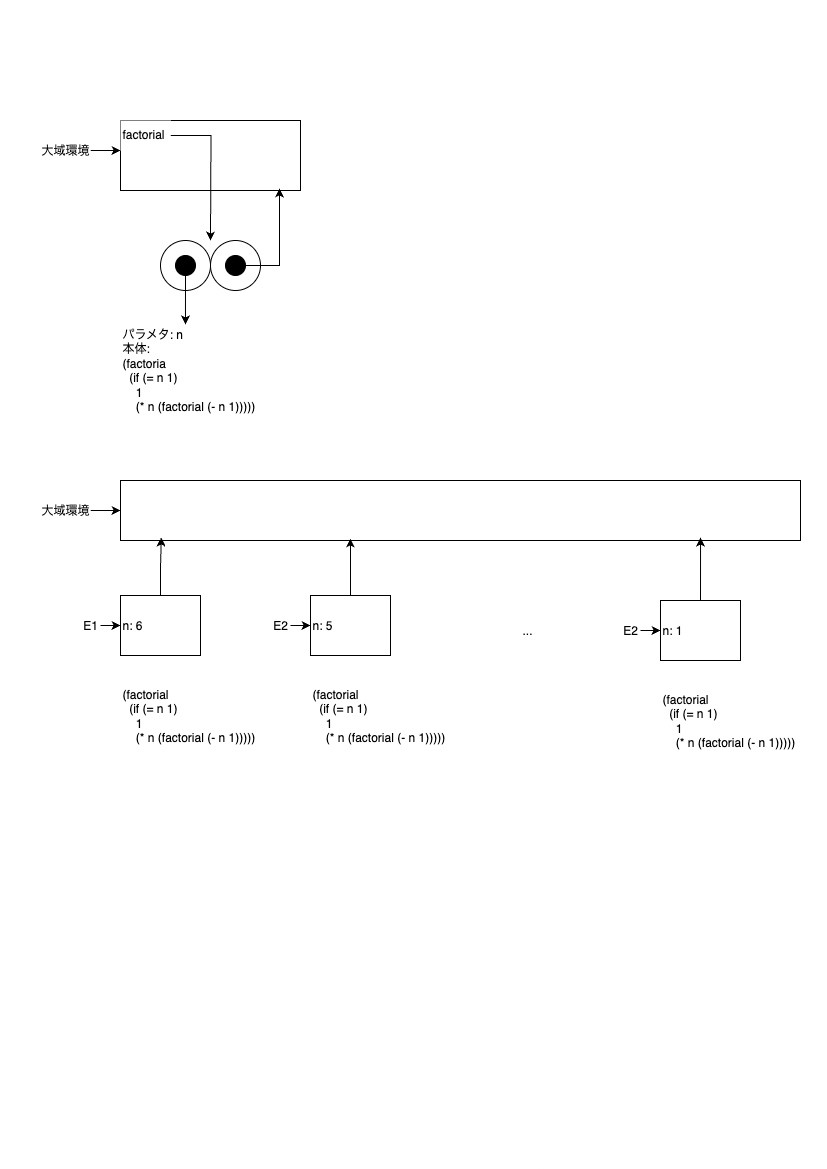 factorial
大域環境
パラメタ: n
本体:
(factoria
(if (= n 1)
1
(* n (factorial (- n 1)))))
大域環境
E1
n: 6
E2
n: 5
...
E2
n: 1
(factorial
(if (= n 1)
1
(* n (factorial (- n 1)))))
(factorial
(if (= n 1)
1
(* n (factorial (- n 1)))))
(factorial
(if (= n 1)
1
(* n (factorial (- n 1)))))